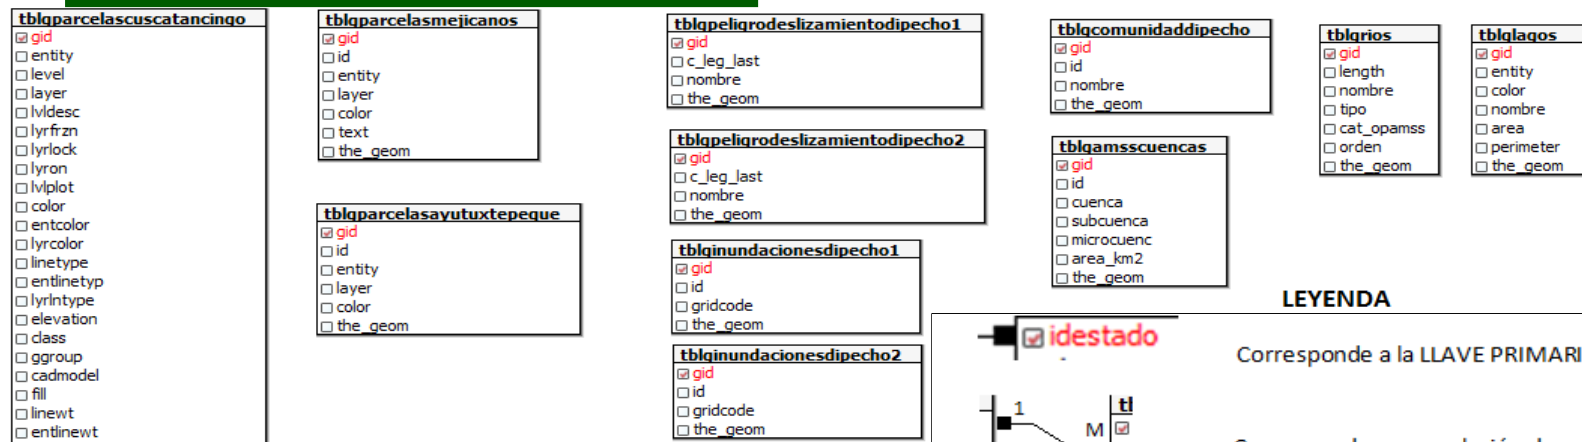 tblgparcelascuscatancingo
gid
entity
level
layer
lvldesc
lyrfrzn
lyrlock
lyron
lvlplot
color
entcolor
lyrcolor
linetype
entlinetyp
lyrlntype
elevation
class
ggroup
cadmodel
fill
linewt
entlinewt
tblgparcelasmejicanos
gid
id
entity
layer
color
text
the_geom
tblgparcelasayutuxtepeque
gid
id
entity
layer
color
the_geom
tblgpeligrodeslizamientodipecho1
gid
c_leg_last
nombre
the_geom
tblgpeligrodeslizamientodipecho2
gid
c_leg_last
nombre
the_geom
tblginundacionesdipecho1
gid
id
gridcode
the_geom
tblginundacionesdipecho2
gid
id
gridcode
the_geom
tblgcomunidaddipecho
gid
id
nombre
the_geom
tblgamsscuencas
gid
id
cuenca
subcuenca
microcuenc
area_km2
the_geom
tblgrios
gid
length
nombre
tipo
cat_opamss
orden
the_geom
tblglagos
gid
entity
color
nombre
area
perimeter
the_geom
LEYENDA
idestado
Corresponde a la LLAVE PRIMARI
1
M